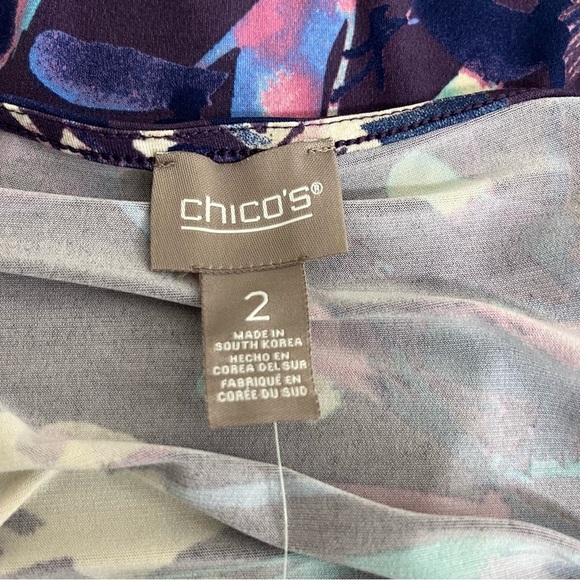 chico's®
2
MADE IN
SOUTH KOREA
HECHO EN
COREA DEL SUR
FABRIQUÉ EN
CORÉE DU SUD